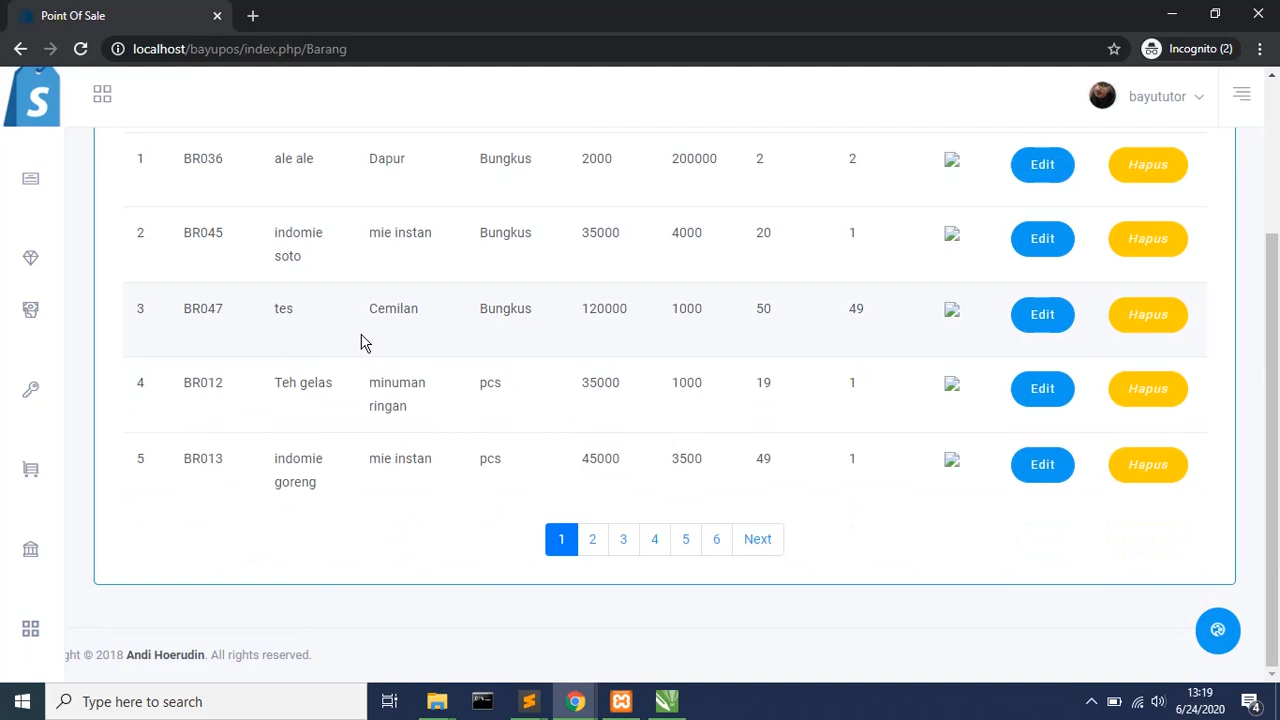 Point Of Sale
localhost/bayupos/index.php/Barang
Incognito (2)
S
bayututor
1 BR036 ale ale Dapur Bungkus 2000 200000 2 2 Edit Hapus
2 BR045 indomie soto mie instan Bungkus 35000 4000 20 1 Edit Hapus
3 BR047 tes Cemilan Bungkus 120000 1000 50 49 Edit Hapus
4 BR012 Teh gelas minuman ringan pcs 35000 1000 19 1 Edit Hapus
5 BR013 indomie goreng mie instan pcs 45000 3500 49 1 Edit Hapus
1 2 3 4 5 6 Next
ght © 2018 Andi Hoerudin. All rights reserved.
Type here to search
13:19
6/24/2020
4